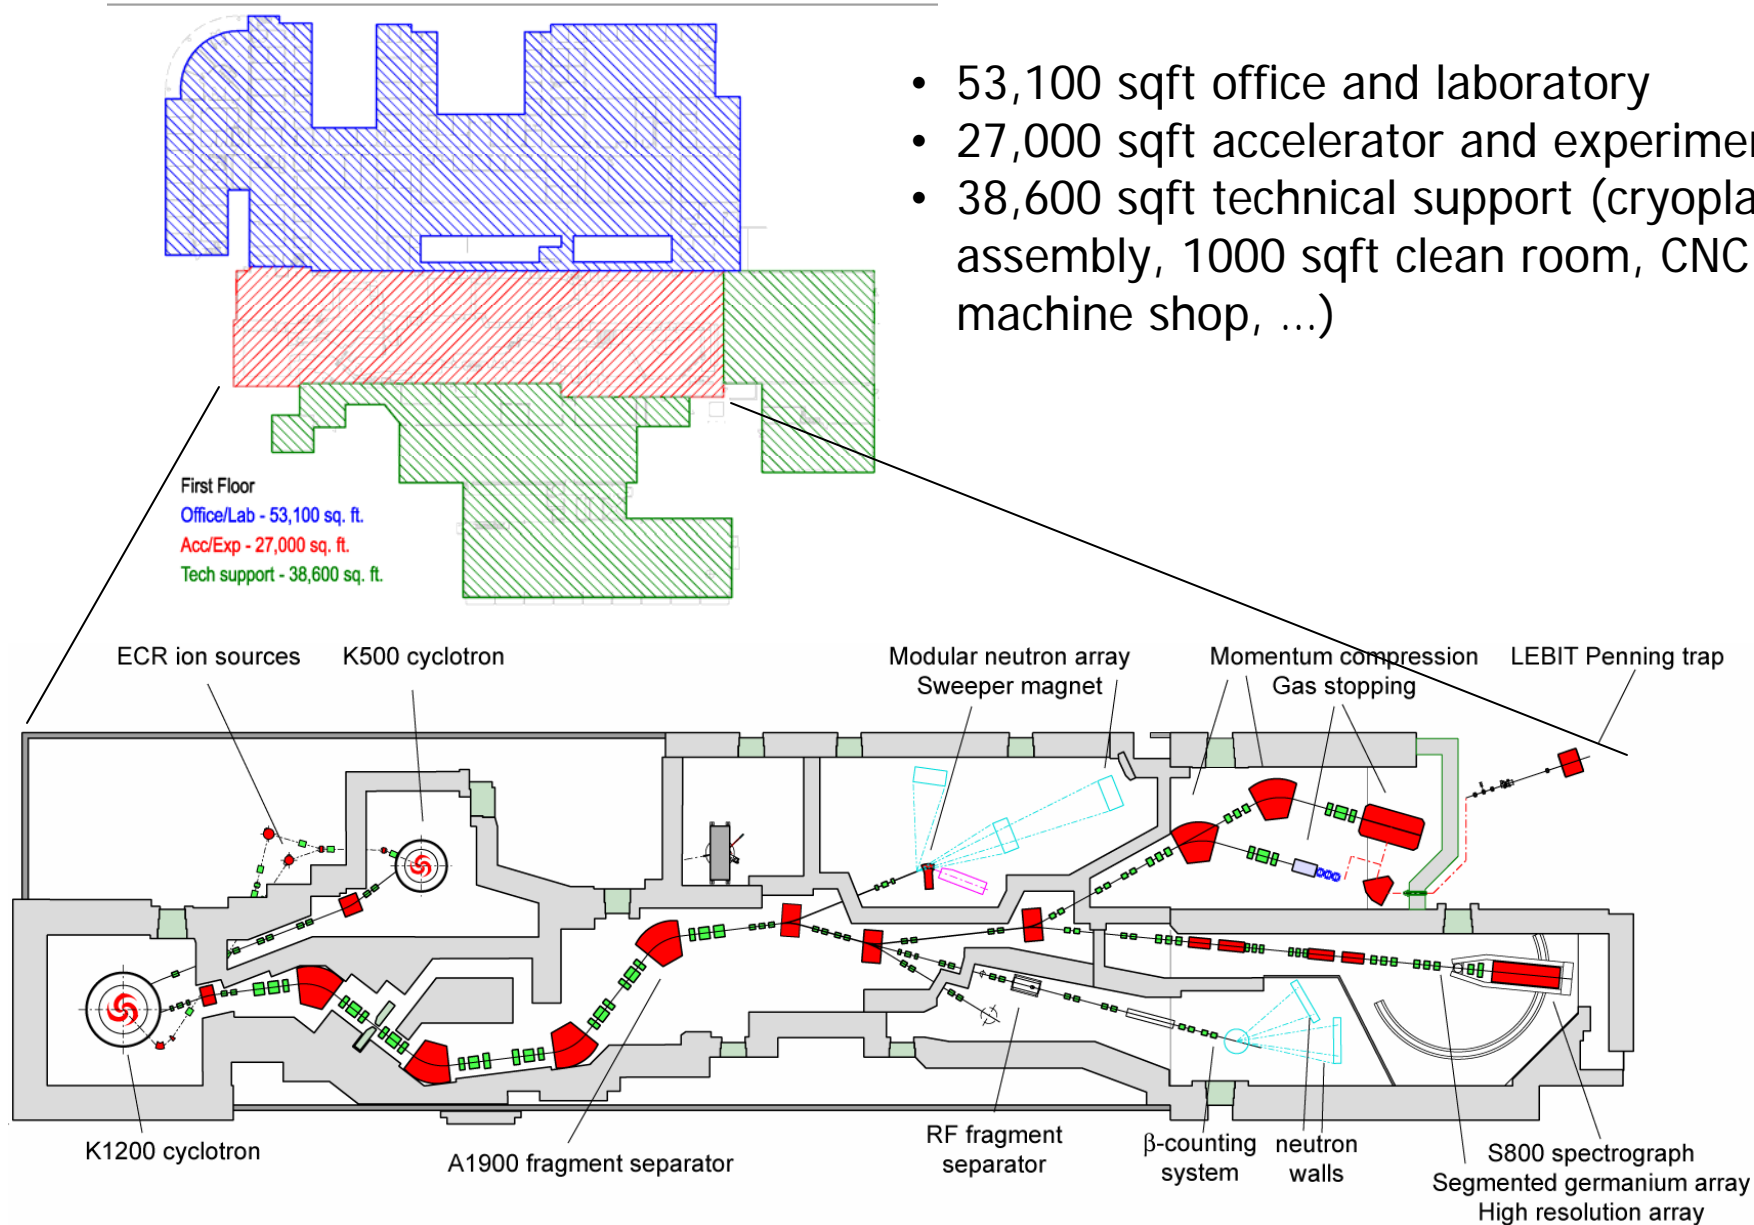 • 53,100 sqft office and laboratory
• 27,000 sqft accelerator and
• 38,600 sqft technical support
assembly, 1000 sqft clean room, CNC
machine shop, ...)
First Floor
Office/Lab - 53,100 sq. ft.
Acc/Exp - 27,000 sq. ft.
Tech support - 38,600 sq. ft.
ECR ion sources
K500 cyclotron
Modular neutron array
Sweeper magnet
Momentum compression
Gas stopping
LEBIT Penning trap
K1200 cyclotron
A1900 fragment separator
RF fragment
separator
β-counting
system
neutron
walls
S800 spectrograph
Segmented germanium array
High resolution array